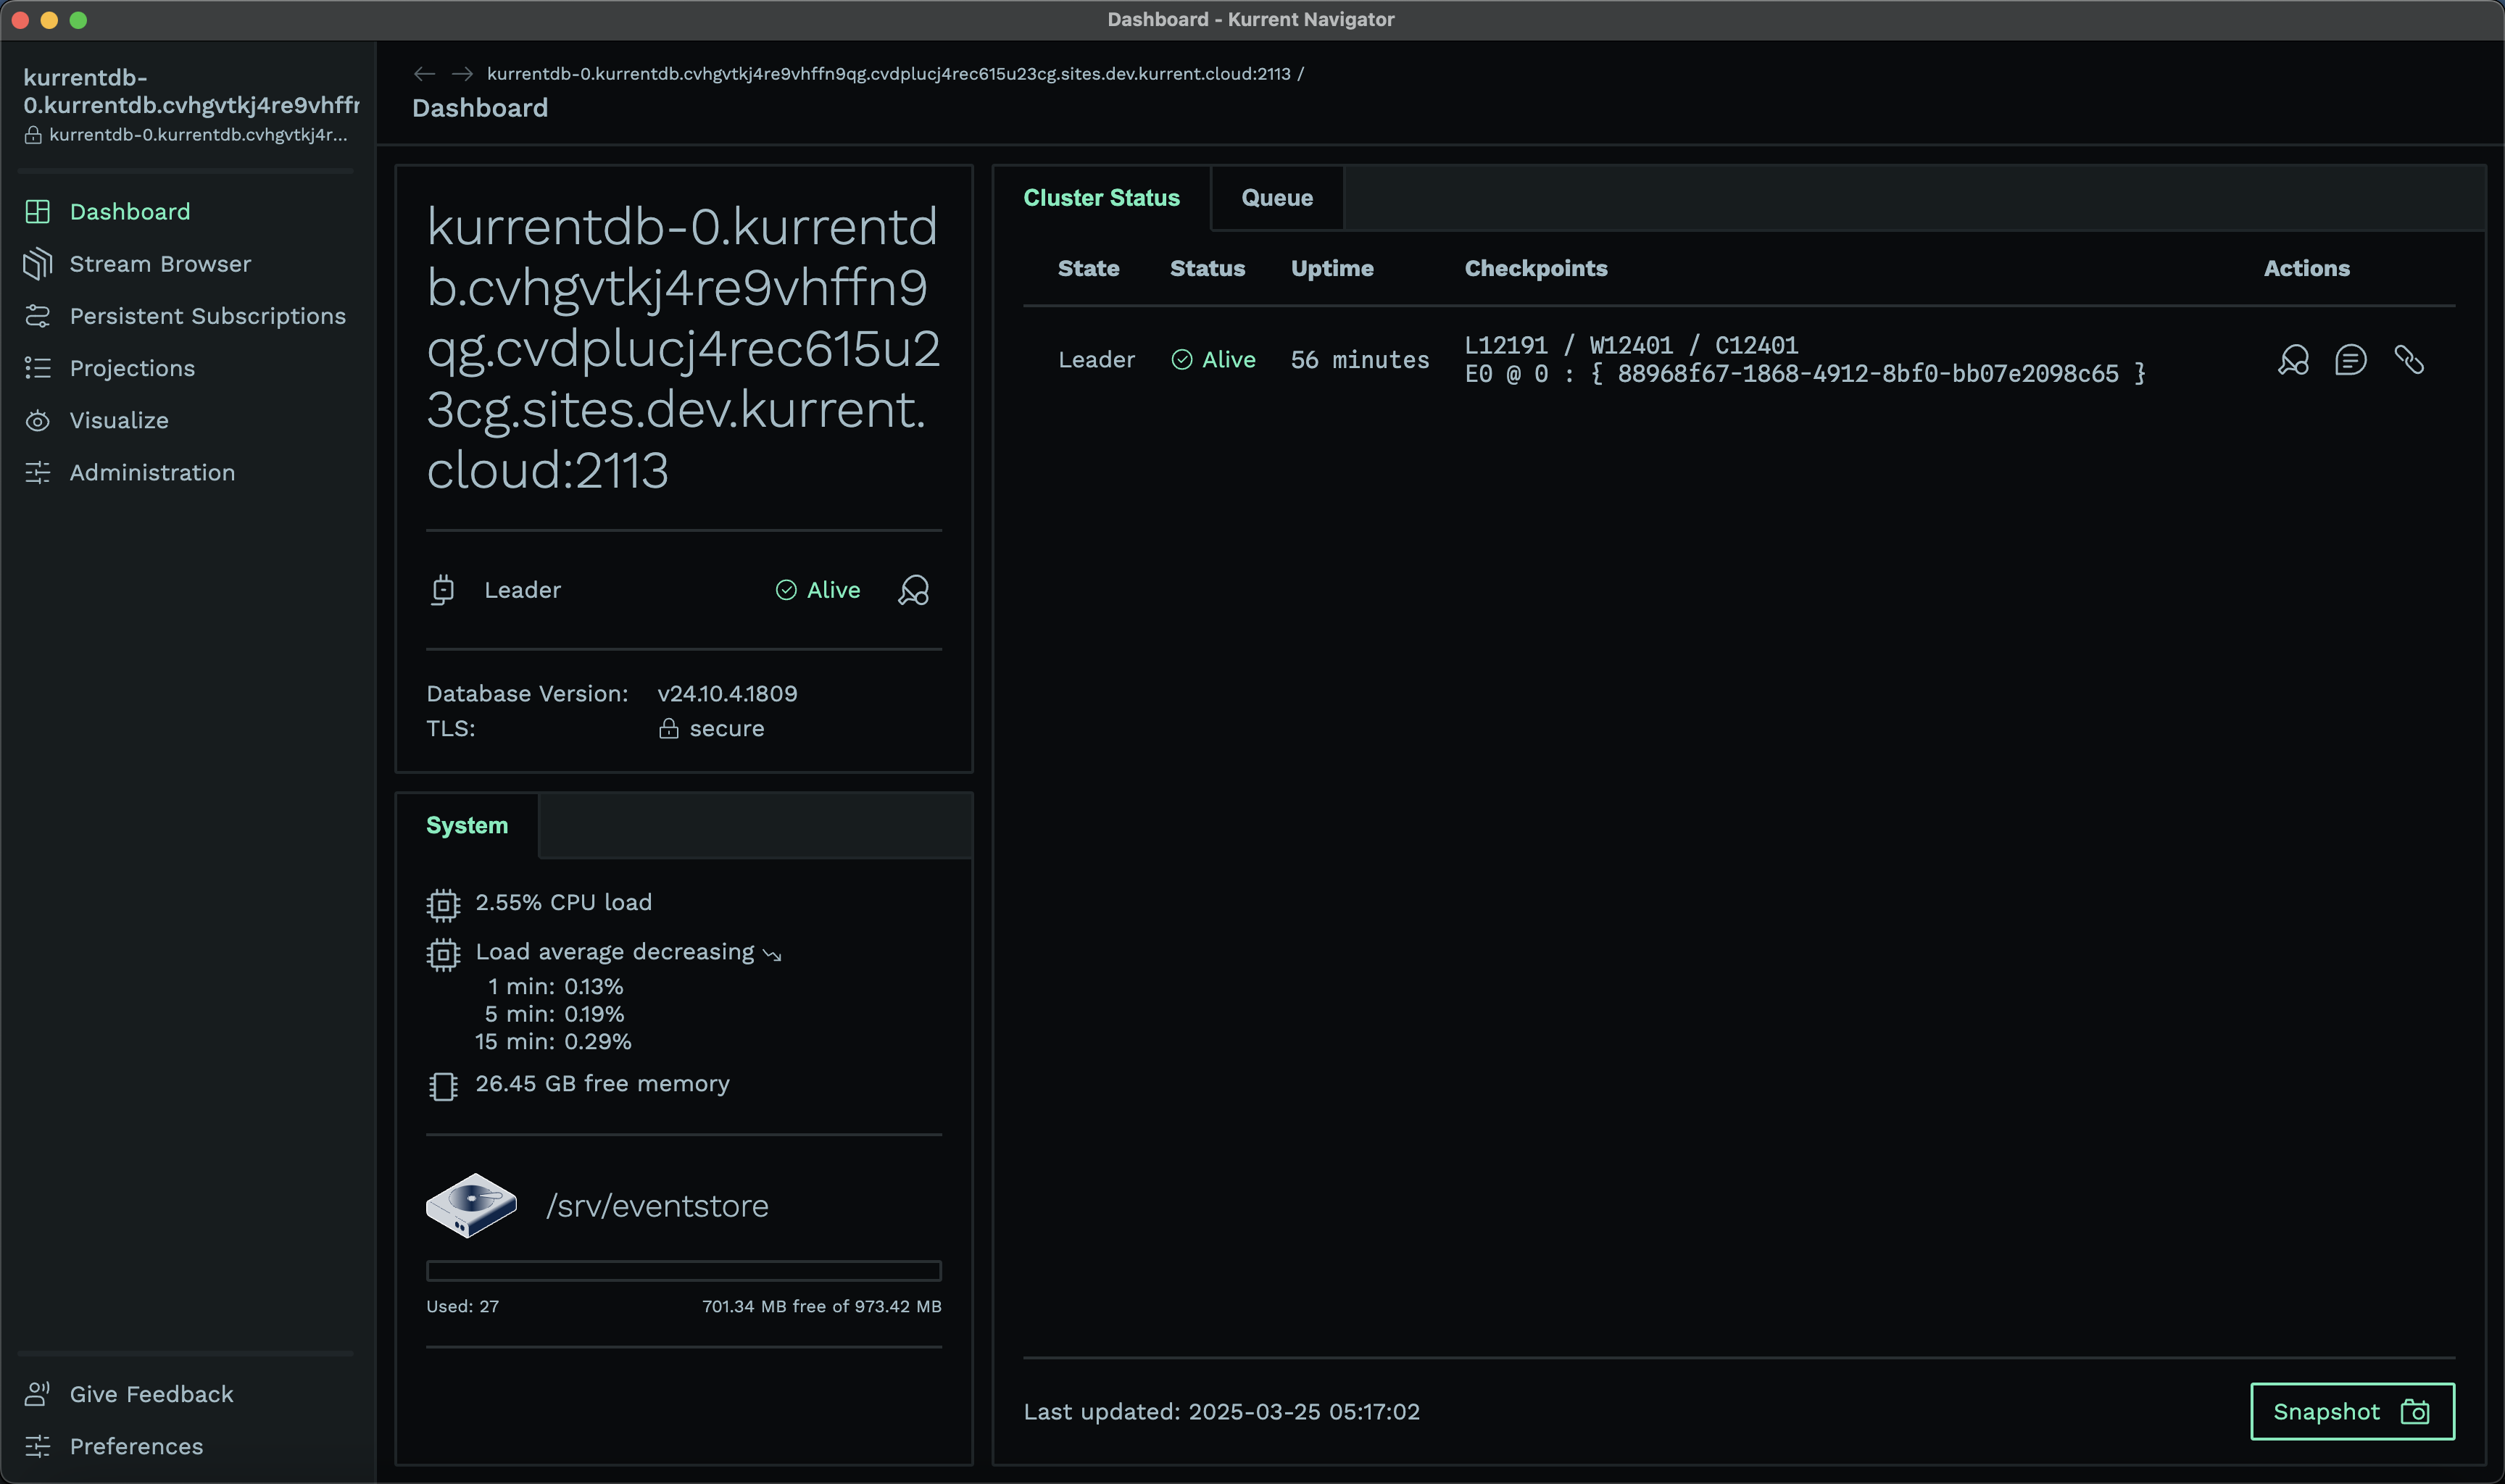 Dashboard - Kurrent Navigator
kurrentdb-
0.kurrentdb.cvhgvtkj4re9vhffr
kurrentdb-0.kurrentdb.cvhgvtkj4r...
Dashboard
Stream Browser
Persistent Subscriptions
Projections
Visualize
Administration
Give Feedback
Preferences
kurrentdb-0.kurrentdb.cvhgvtkj4re9vhffn9qg.cvdplucj4rec615u23cg.sites.dev.kurrent.cloud:2113 /
Dashboard
kurrentdb-0.kurrentd
b.cvhgvtkj4re9vhffn9
qg.cvdplucj4rec615u2
3cg.sites.dev.kurrent.
cloud:2113
Leader Alive
Database Version: v24.10.4.1809
TLS: secure
System
2.55% CPU load
Load average decreasing
1 min: 0.13%
5 min: 0.19%
15 min: 0.29%
26.45 GB free memory
/srv/eventstore
Used: 27 701.34 MB free of 973.42 MB
Cluster Status Queue
State Status Uptime Checkpoints Actions
Leader Alive 56 minutes L12191 / W12401 / C12401
E0 @ 0 : { 88968f67-1868-4912-8bf0-bb07e2098c65 }
Last updated: 2025-03-25 05:17:02
Snapshot